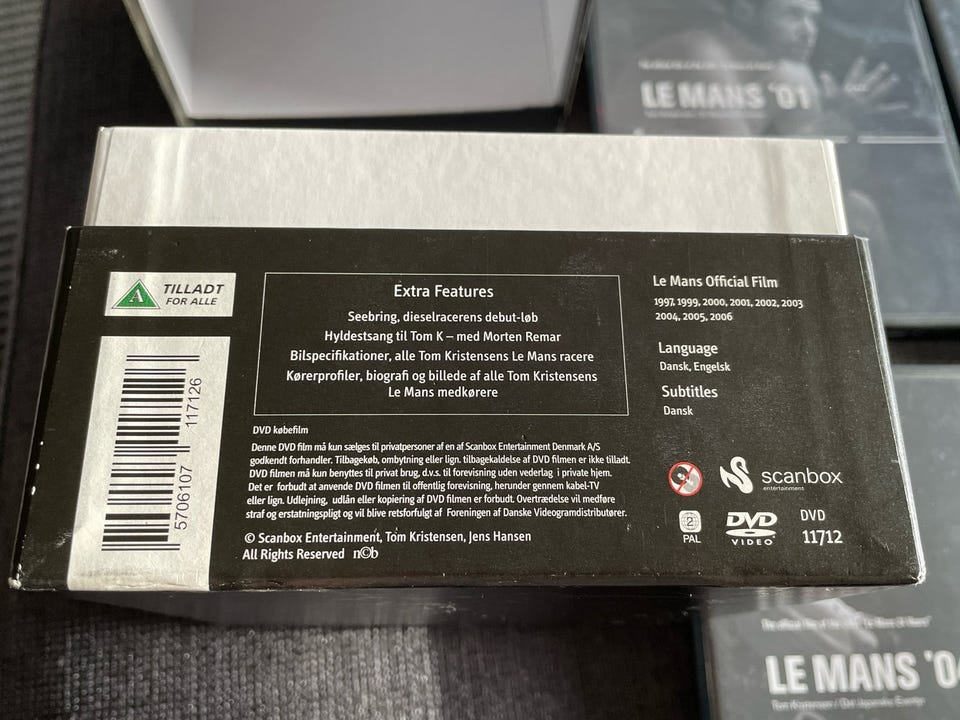 LE MANS '01
A
TILLADT
FOR ALLE
5706107 117126
Extra Features
Seebring, dieselracerens debut-løb
Hyldestsang til Tom K – med Morten Remar
Bilspecifikationer, alle Tom Kristensens Le Mans racere
Kørerprofiler, biografi og billede af alle Tom Kristensens
Le Mans medkørere
DVD købefilm
Denne DVD film må kun sælges til privatpersoner af en af Scanbox Entertainment Denmark A/S
godkendt forhandler. Tilbagekøb, ombytning eller lign. tilbagekaldelse af DVD filmen er ikke tilladt.
DVD filmen må kun benyttes til privat brug, d.v.s. til forevisning uden vederlag i private hjem.
Det er forbudt at anvende DVD filmen til offentlig forevisning, herunder gennem kabel-TV
eller lign. Udlejning, udlån eller kopiering af DVD filmen er forbudt. Overtrædelse vil medføre
straf og erstatningspligt og vil blive retsforfulgt af Foreningen af Danske Videogramdistributører.
© Scanbox Entertainment, Tom Kristensen, Jens Hansen
All Rights Reserved n©b
Le Mans Official Film
1997, 1999, 2000, 2001, 2002, 2003
2004, 2005, 2006
Language
Dansk, Engelsk
Subtitles
Dansk
scanbox
entertainment
2
PAL
DVD
VIDEO
DVD
11712
LE MANS '04